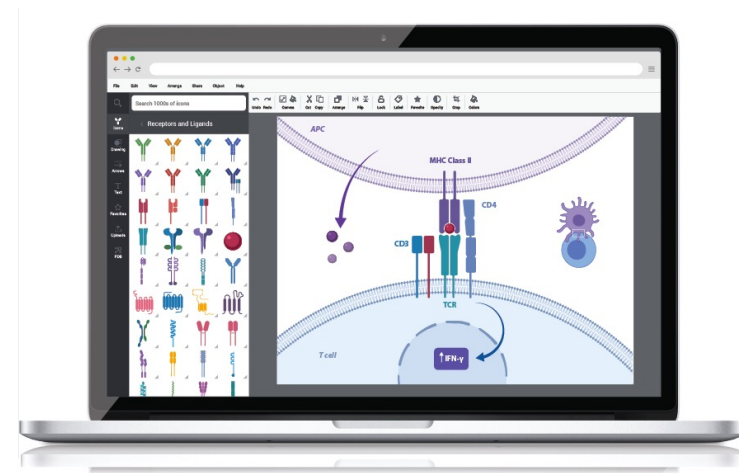 File Edit View Arrange Share Object Help
Search 1000s of icons
Undo Redo Canvas Cut Copy Arrange Flip Lock Label Favorite Opacity Crop Colors
Icons
Receptors and Ligands
Drawing
Arrows
Text
Favorites
Uploads
PDB
APC
MHC Class II
CD4
CD3
TCR
T cell
↑ IFN-γ